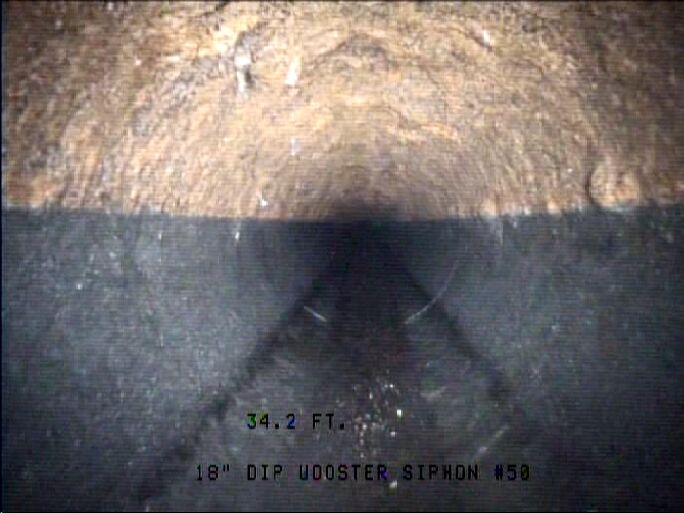 34.2 FT.
18" DIP WOOSTER SIPHON #50